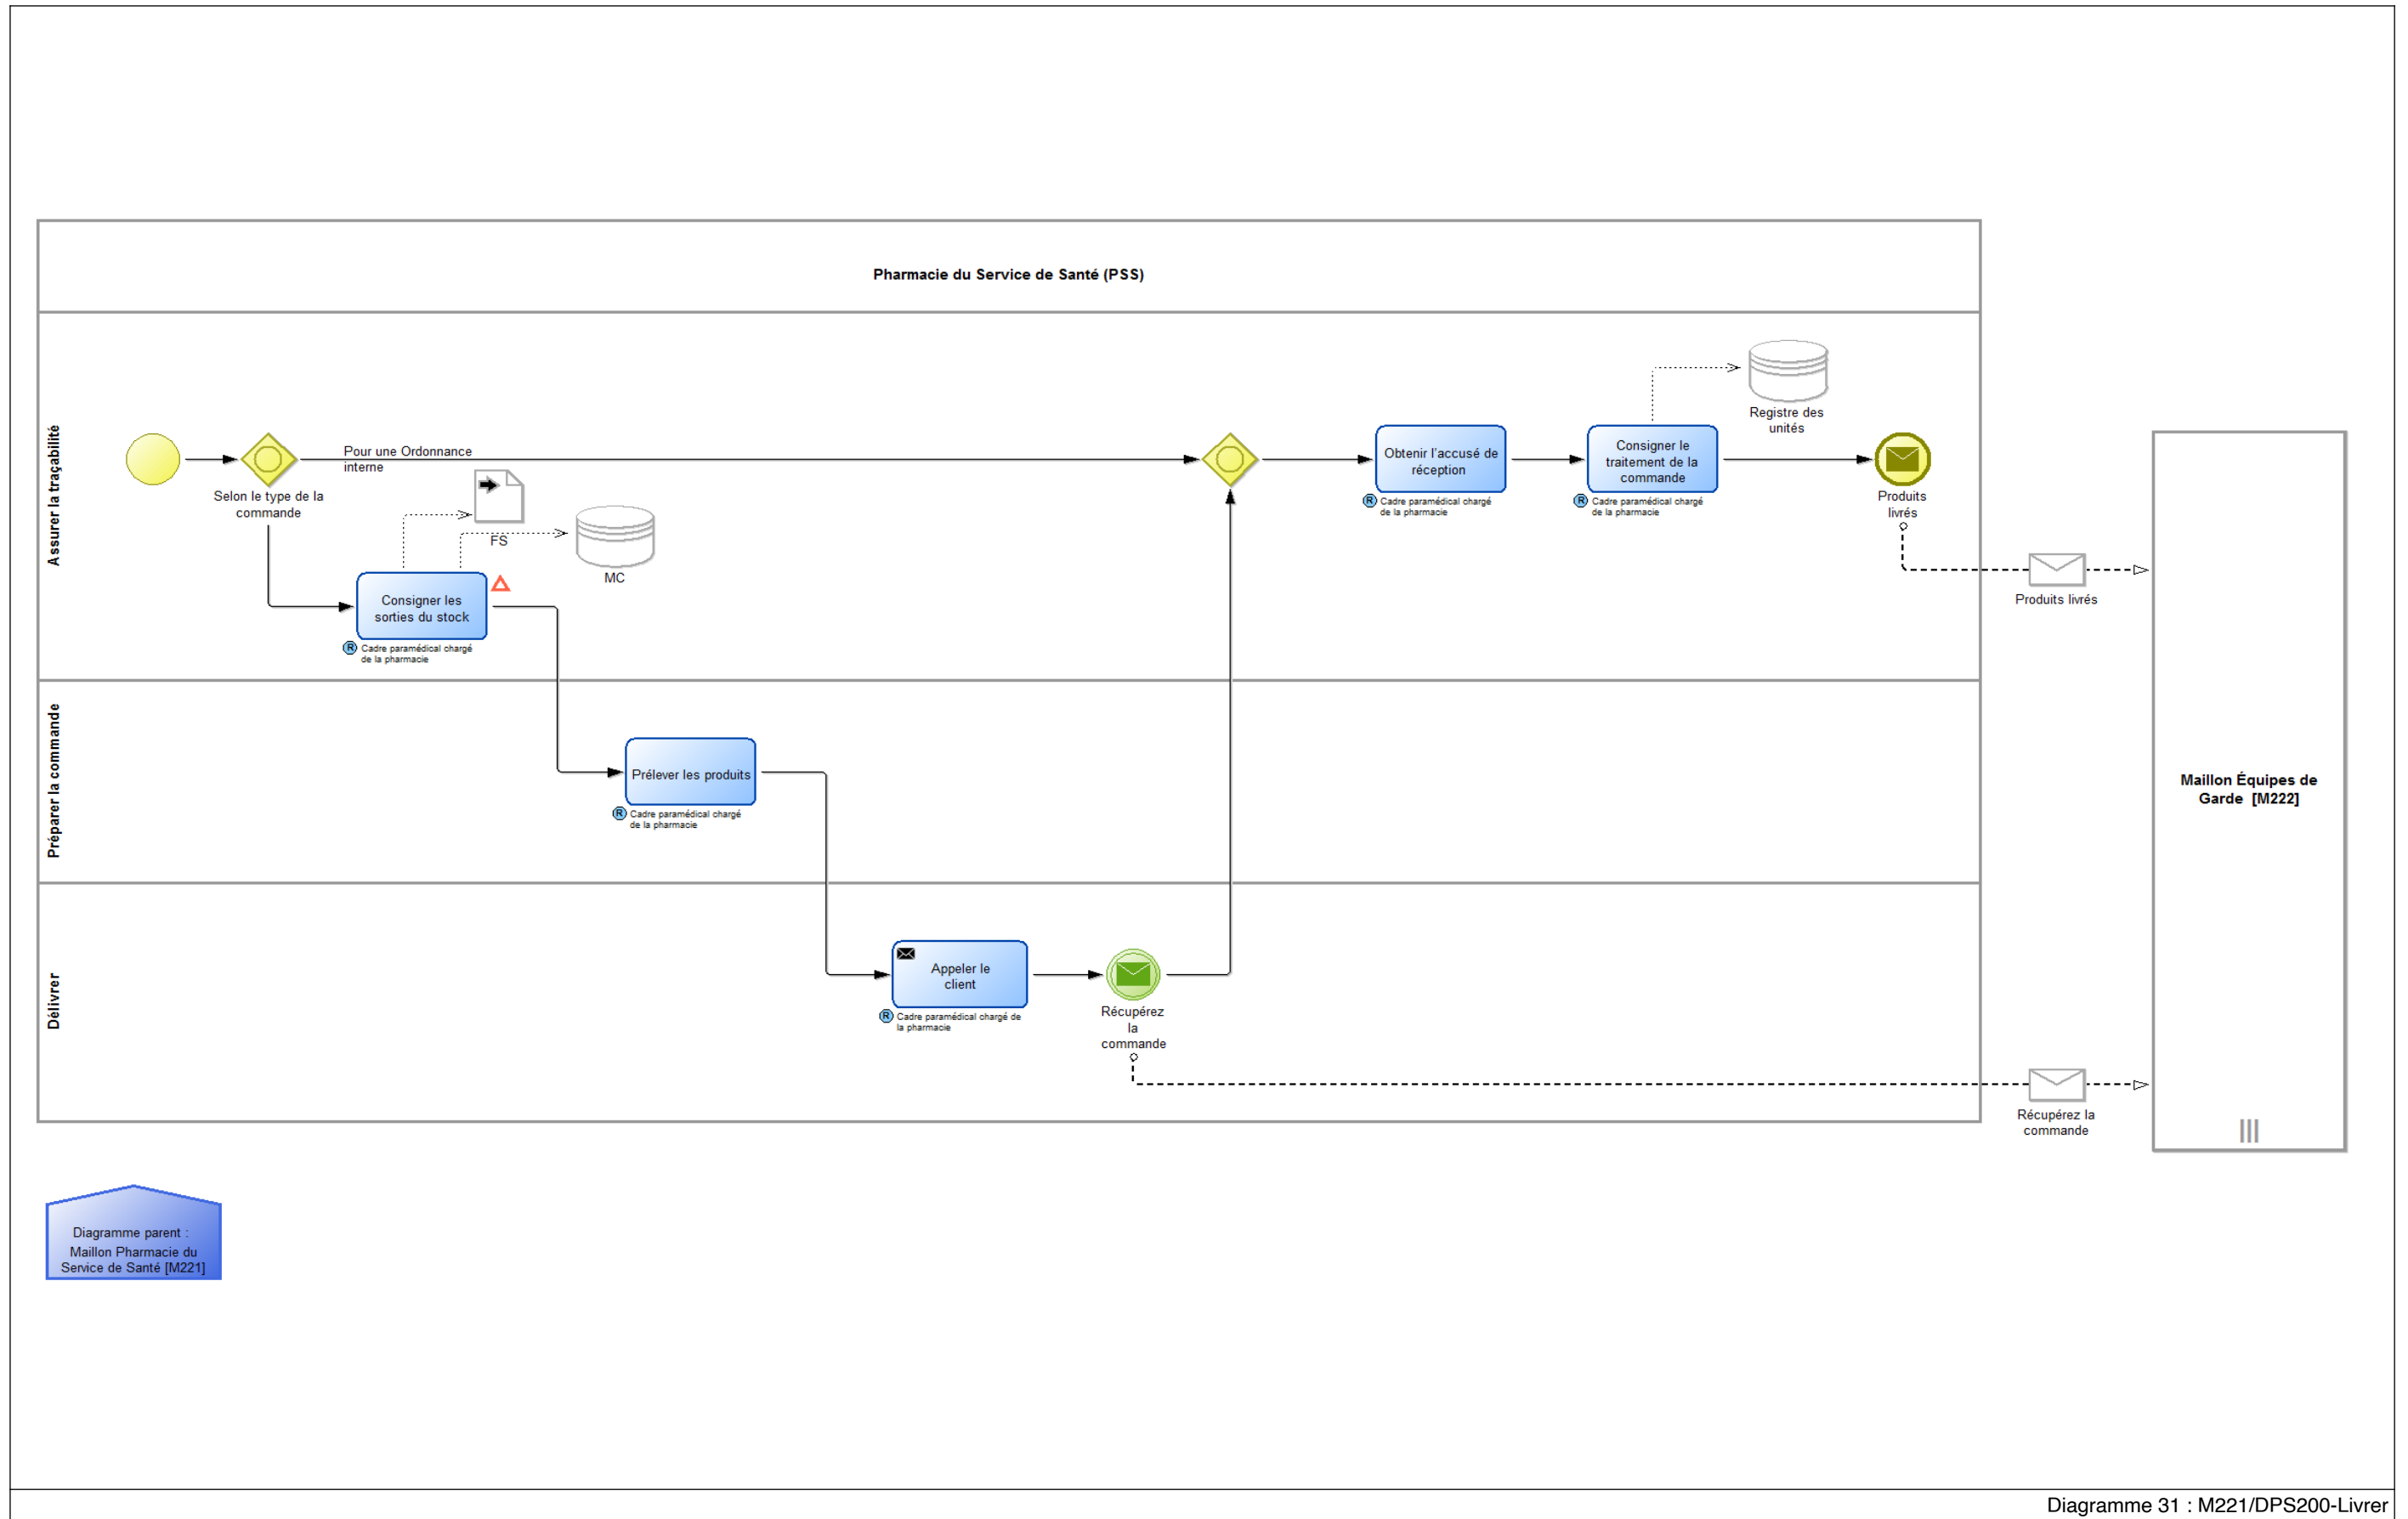 Pharmacie du Service de Santé (PSS)
Assurer la traçabilité
Selon le type de la
commande
Pour une Ordonnance
interne
FS
MC
Consigner les
sorties du stock
R
Cadre paramédical chargé
de la pharmacie
Obtenir l'accusé de
réception
R
Cadre paramédical chargé
de la pharmacie
Consigner le
traitement de la
commande
R
Cadre paramédical chargé
de la pharmacie
Registre des
unités
Produits
livrés
Produits livrés
Préparer la commande
Prélever les produits
R
Cadre paramédical chargé
de la pharmacie
Délivrer
Appeler le
client
R
Cadre paramédical chargé de
la pharmacie
Récupérez
la
commande
Récupérez la
commande
Maillon Équipes de
Garde [M222]
Diagramme parent :
Maillon Pharmacie du
Service de Santé [M221]
Diagramme 31 : M221/DPS200-Livrer